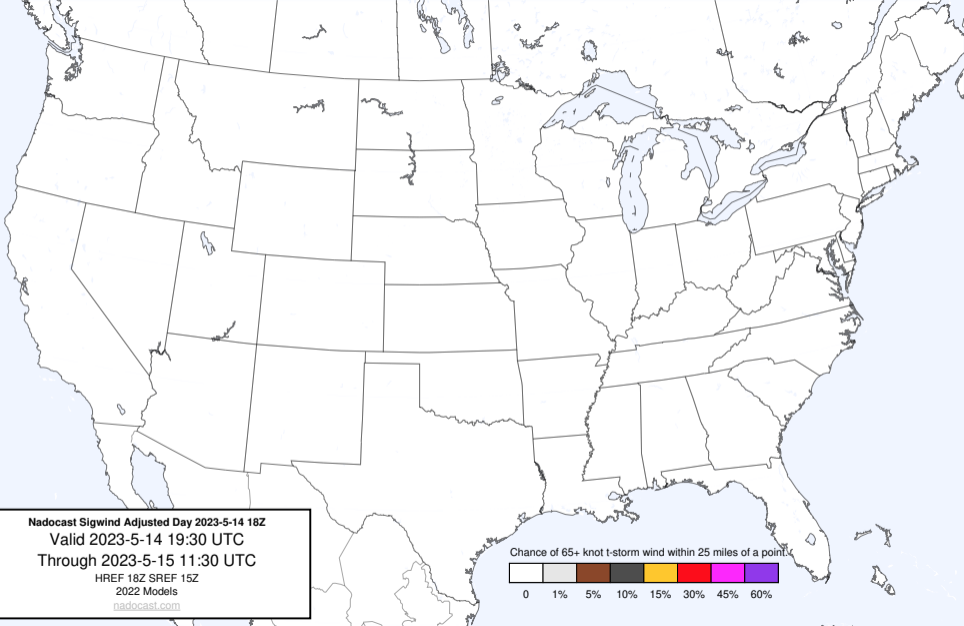 Nadocast Sigwind Adjusted Day 2023-5-14 18Z
Valid 2023-5-14 19:30 UTC
Through 2023-5-15 11:30 UTC
HREF 18Z SREF 15Z
2022 Models
nadocast.com
Chance of 65+ knot t-storm wind within 25 miles of a point.
0 1% 5% 10% 15% 30% 45% 60%